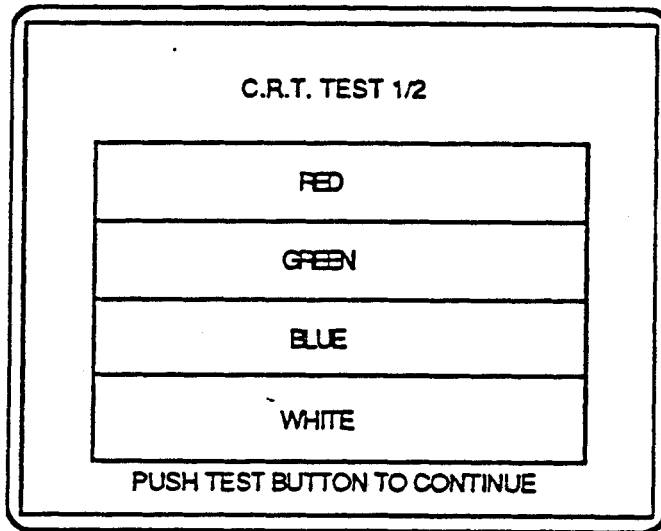 C.R.T. TEST 1/2
RED
GREEN
BLUE
WHITE
PUSH TEST BUTTON TO CONTINUE